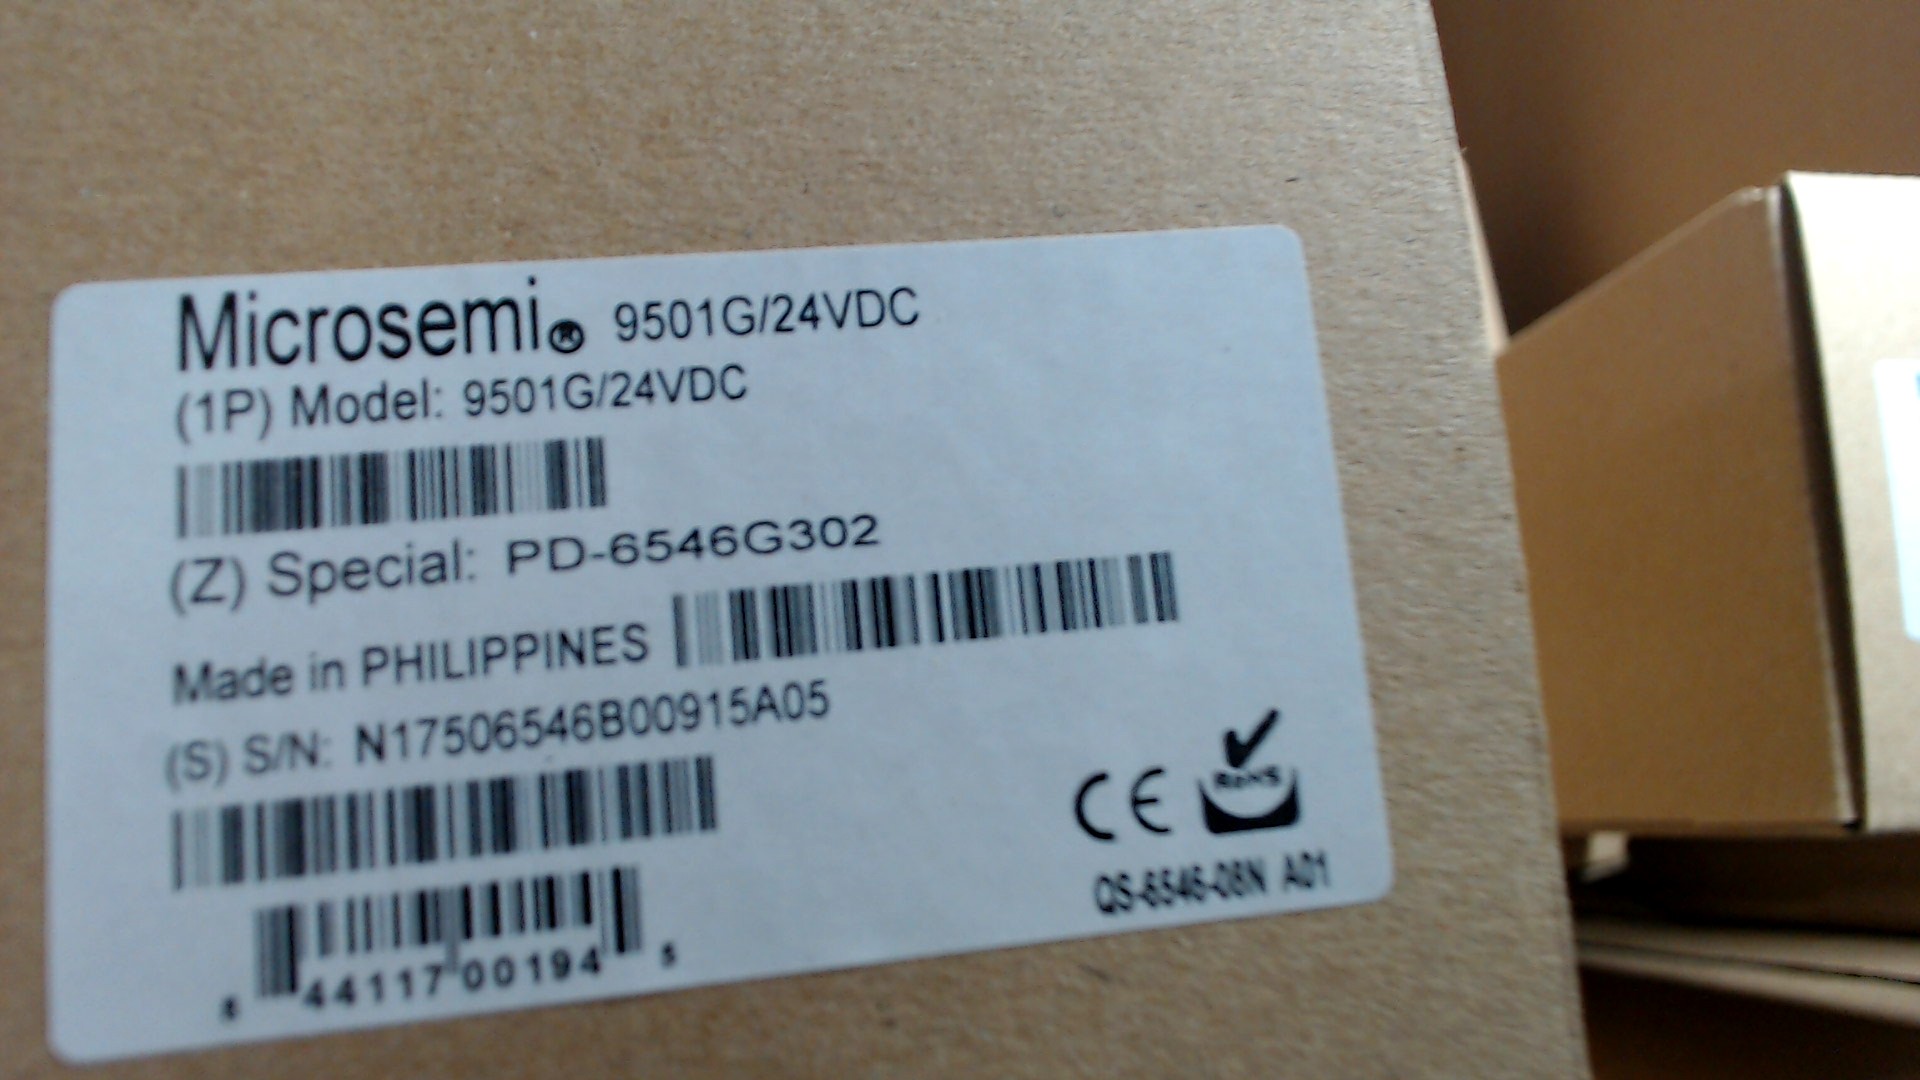 Microsemi® 9501G/24VDC
(1P) Model: 9501G/24VDC
(Z) Special: PD-6546G302
Made in PHILIPPINES
(S) S/N: N17506546B00915A05
CE RoHS
QS-6546-08N A01
8 44117 00194 5